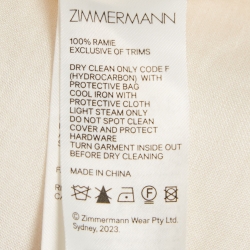 ZIMMERMANN
100% RAMIE
EXCLUSIVE OF TRIMS
DRY CLEAN ONLY CODE F
(HYDROCARBON) WITH
PROTECTIVE BAG
COOL IRON WITH
PROTECTIVE CLOTH
LIGHT STEAM ONLY
DO NOT SPOT CLEAN
COVER AND PROTECT
HARDWARE
TURN GARMENT INSIDE OUT
BEFORE DRY CLEANING
MADE IN CHINA
© Zimmermann Wear Pty Ltd.
Sydney, 2023.